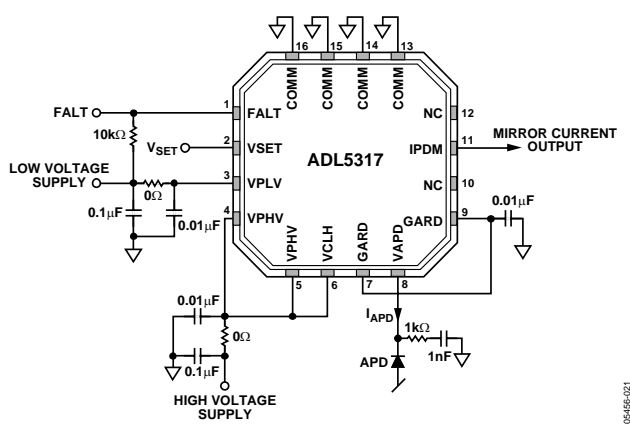 16 15 14 13
COMM COMM COMM COMM
FALT 1 FALT NC 12
10kΩ
VSET 2 VSET ADL5317 IPDM 11 MIRROR CURRENT
OUTPUT
LOW VOLTAGE
SUPPLY 3 VPLV NC 10
0Ω
0.1µF 0.01µF 4 VPHV GARD 9 0.01µF
VPHV VCLH GARD VAPD
5 6 7 8
0.01µF
0Ω
0.1µF
IAPD 1kΩ
1nF
APD
HIGH VOLTAGE
SUPPLY
05456-021